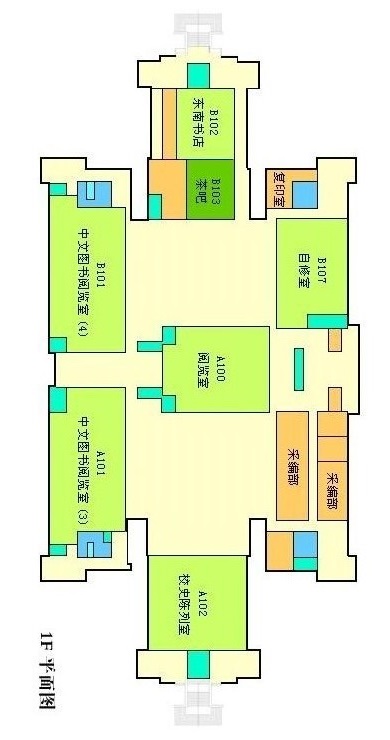 B102
东南书店
B103
茶吧
复印室
B101
中文图书阅览室 (4)
B107
自修室
A100
阅览室
A101
中文图书阅览室 (3)
采编部
采编部
A102
校史陈列室
1F 平面图